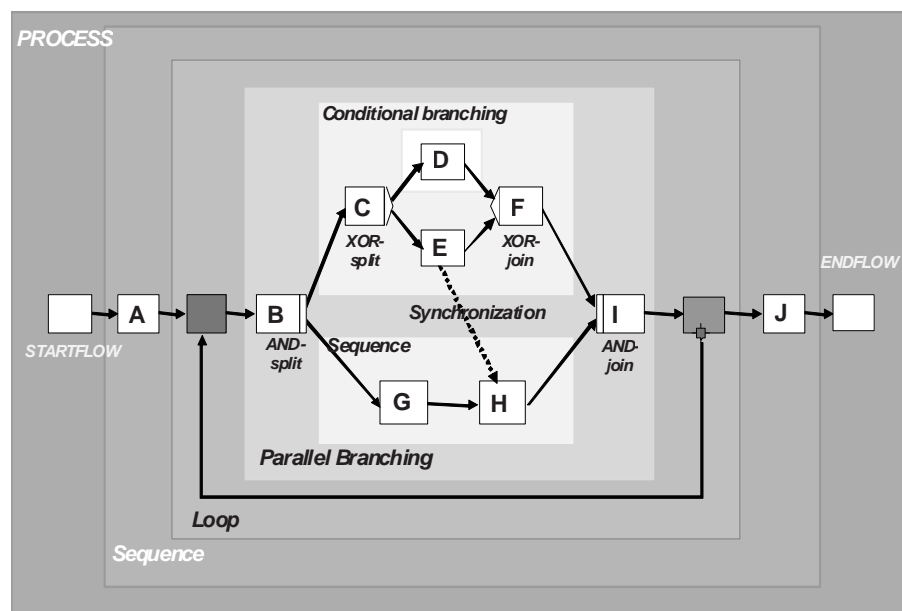 PROCESS
Conditional branching
D
C
F
XOR-
split
E
XOR-
join
ENDFLOW
Synchronization
A
B
I
J
STARTFLOW
AND-
split
Sequence
AND-
join
G
H
Parallel Branching
Loop
Sequence